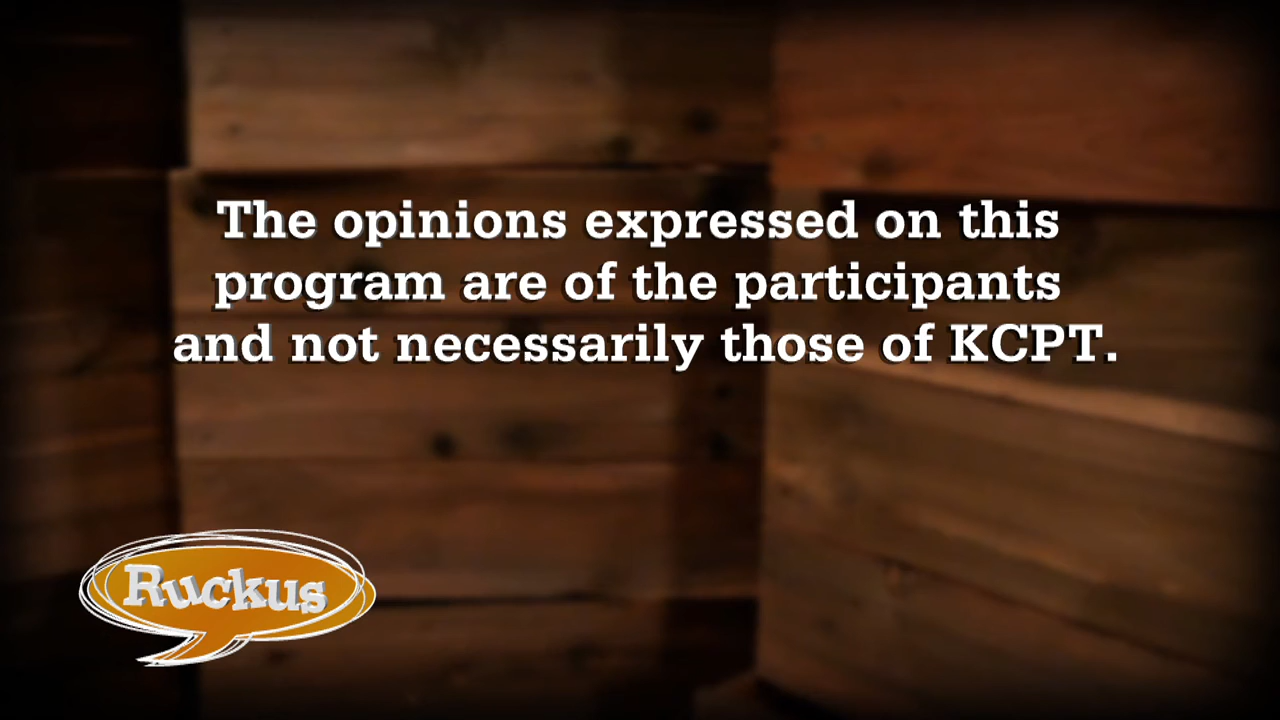 The opinions expressed on this
program are of the participants
and not necessarily those of KCPT.
Ruckus